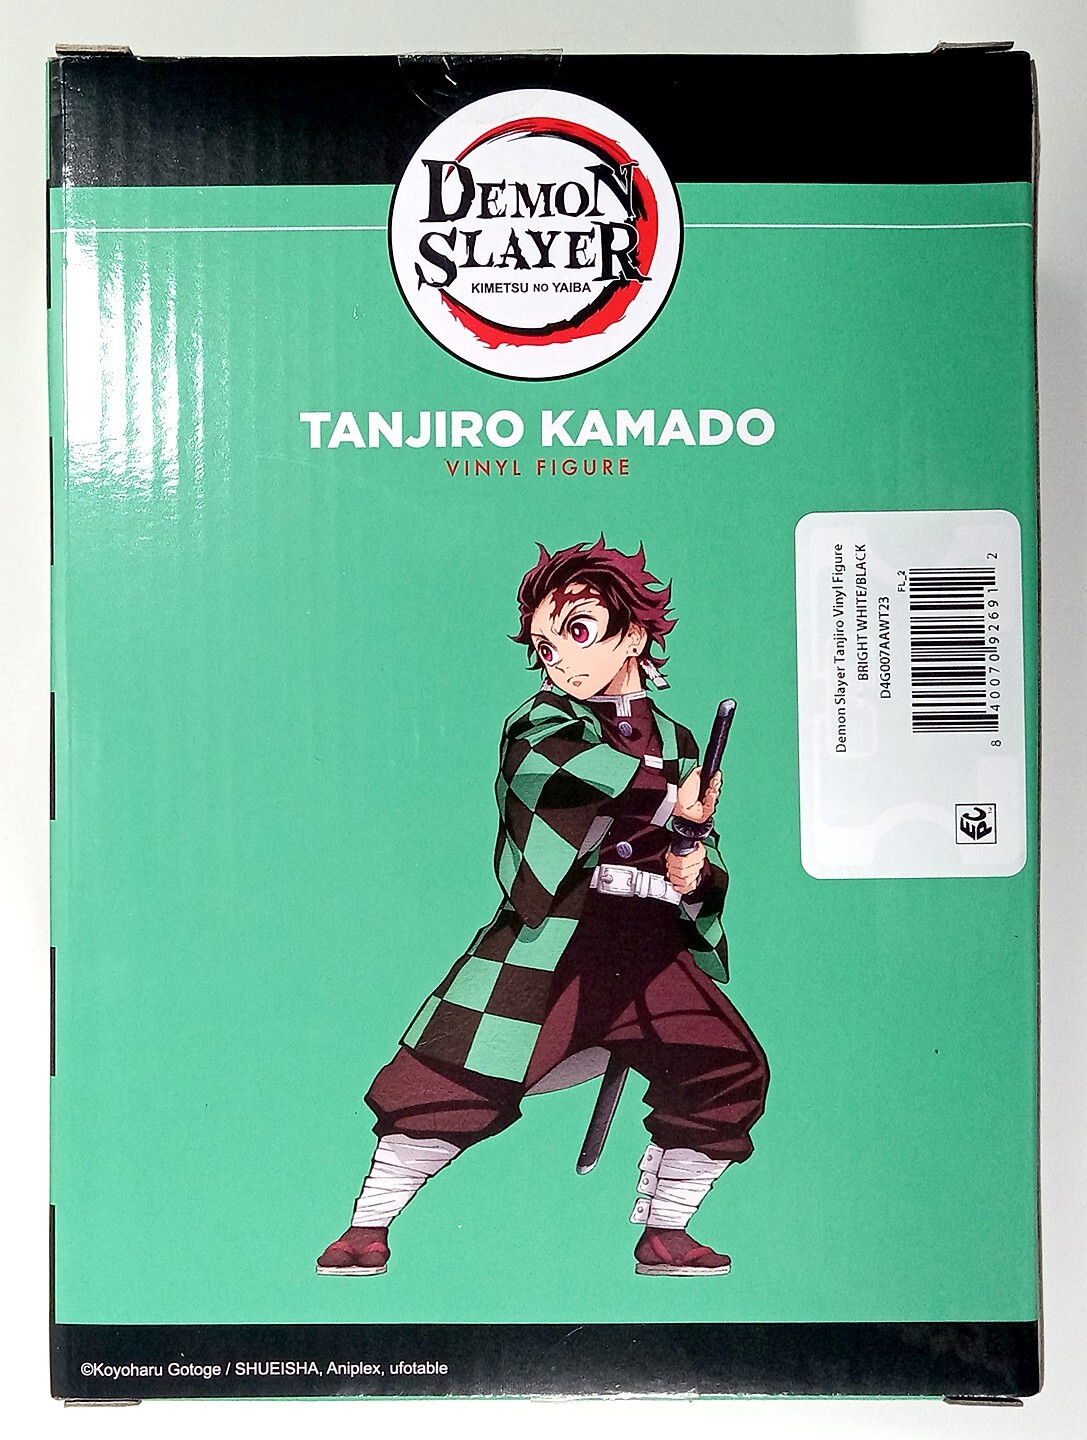 DEMON
SLAYER
KIMETSU NO YAIBA
TANJIRO KAMADO
VINYL FIGURE
Demon Slayer Tanjiro Vinyl Figure
BRIGHT WHITE/BLACK
D4G007AAWT23
FL_2
8 40070 92691 2
EPC
©Koyoharu Gotoge / SHUEISHA, Aniplex, ufotable